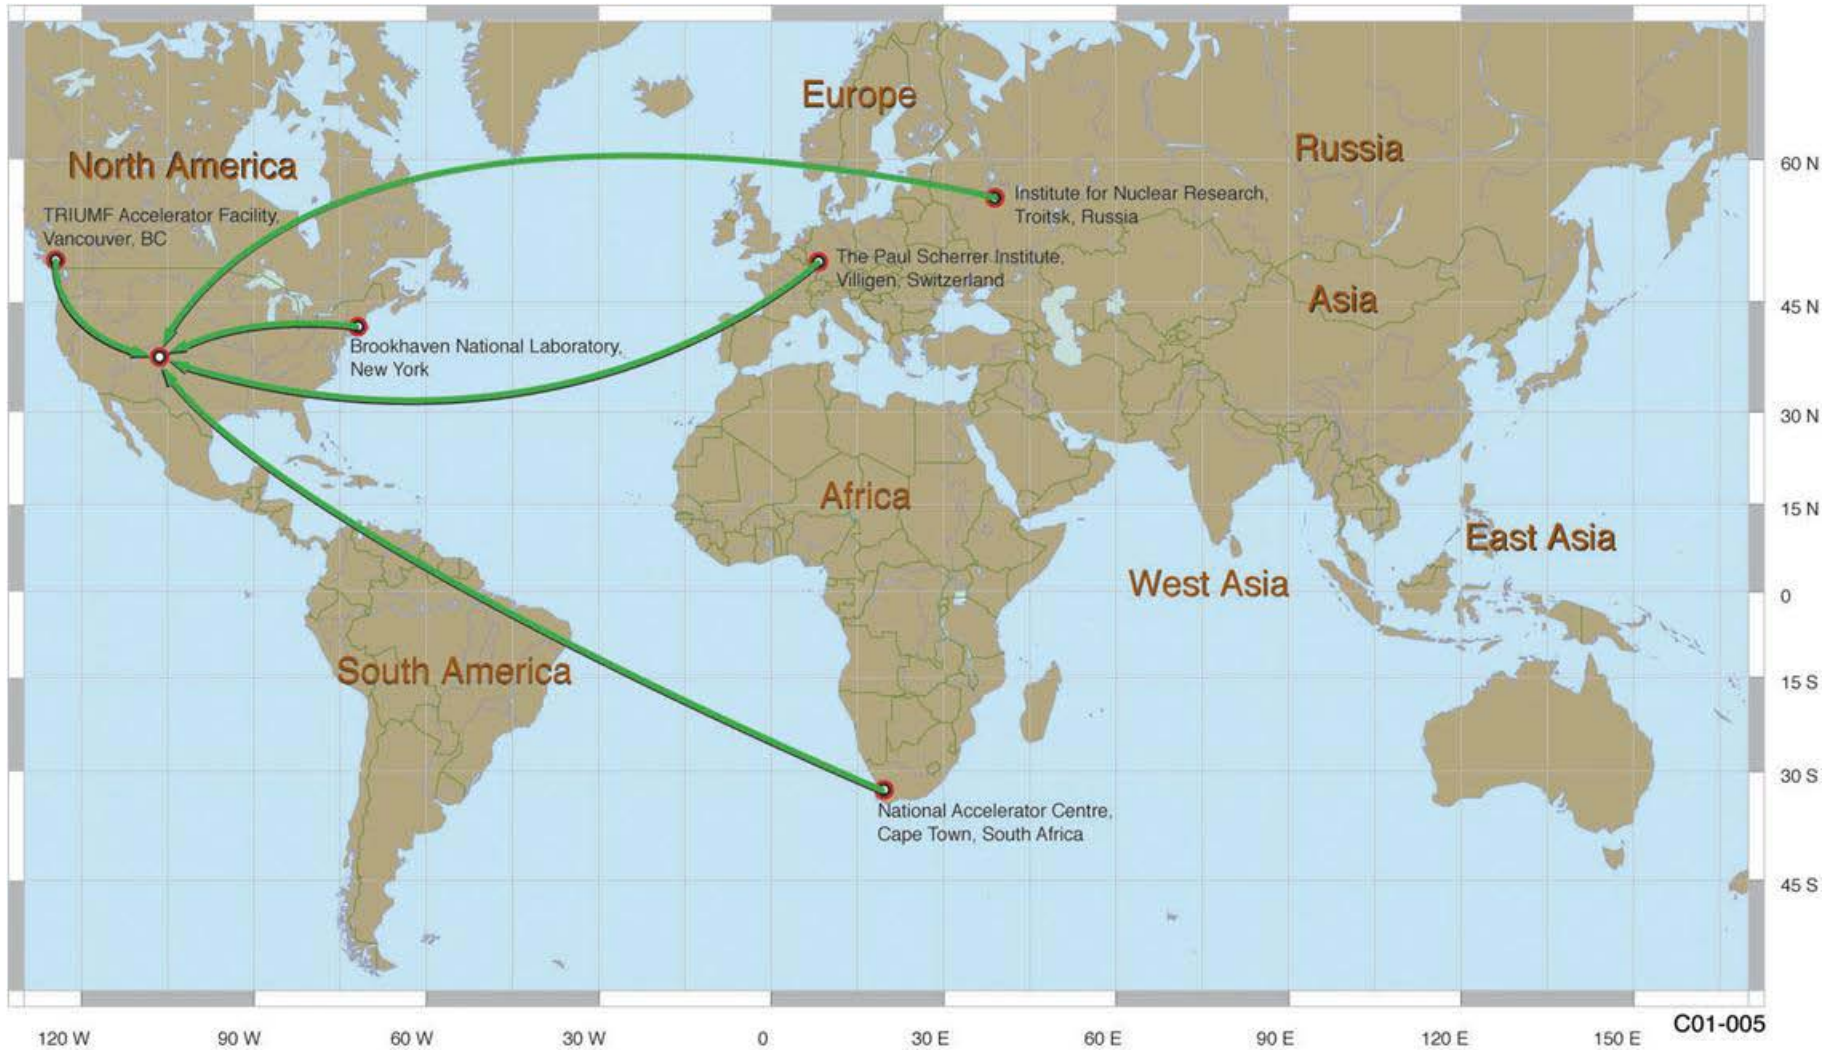 Europe
Russia
North America
60 N
Institute for Nuclear Research,
Troitsk, Russia
TRIUMF Accelerator Facility,
Vancouver, BC
The Paul Scherrer Institute,
Villigen, Switzerland
Asia
45 N
Brookhaven National Laboratory,
New York
30 N
Africa
15 N
East Asia
West Asia
0
South America
15 S
30 S
National Accelerator Centre,
Cape Town, South Africa
45 S
C01-005
120 W 90 W 60 W 30 W 0 30 E 60 E 90 E 120 E 150 E